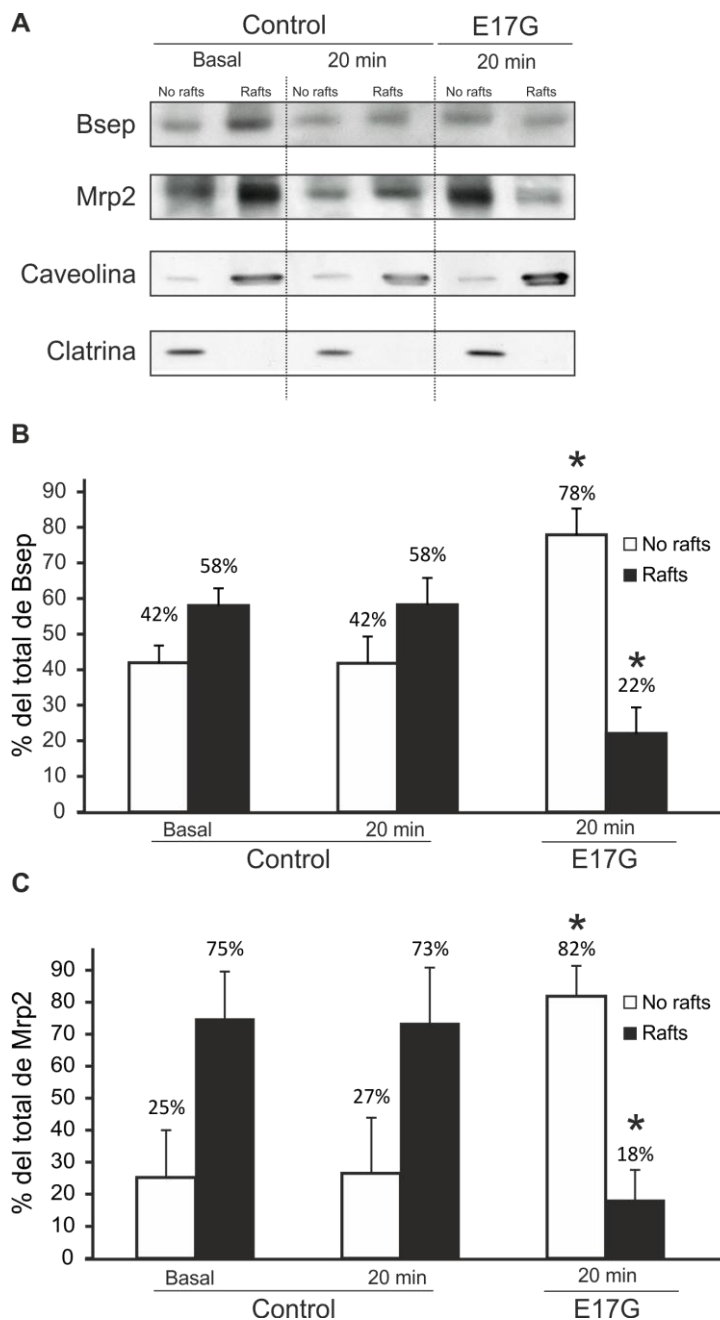 A
Control E17G
Basal 20 min 20 min
No rafts Rafts No rafts Rafts No rafts Rafts
Bsep
Mrp2
Caveolina
Clatrina
B
% del total de Bsep
90
80
70
60
50
40
30
20
10
0
42%
58%
42%
58%
*
78%
*
22%
No rafts
Rafts
Basal 20 min 20 min
Control E17G
C
% del total de Mrp2
90
80
70
60
50
40
30
20
10
0
25%
75%
27%
73%
*
82%
*
18%
No rafts
Rafts
Basal 20 min 20 min
Control E17G